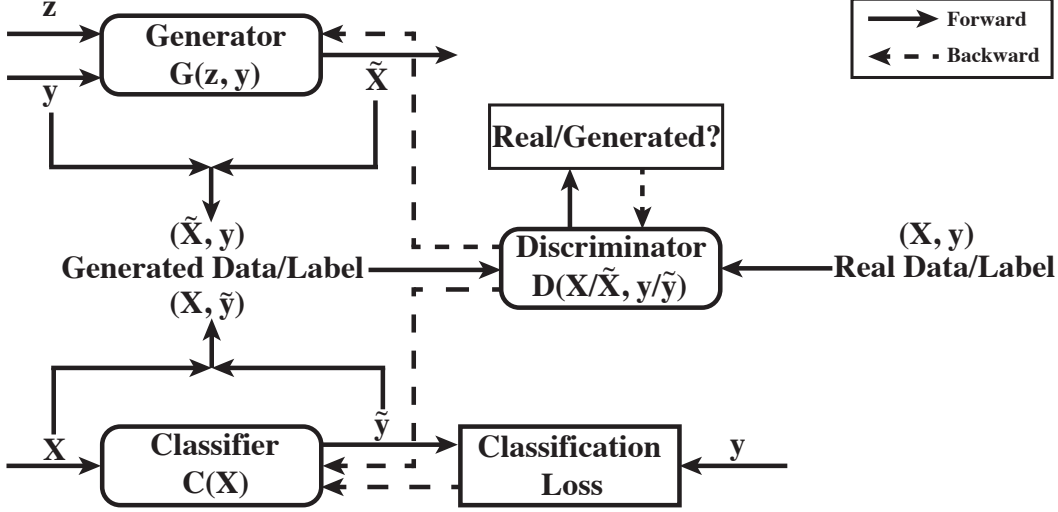 z
Generator
G(z, y)
y
X̃
Forward
Backward
Real/Generated?
(X̃, y)
Generated Data/Label
(X, ỹ)
Discriminator
D(X/X̃, y/ỹ)
(X, y)
Real Data/Label
X
Classifier
C(X)
ỹ
Classification
Loss
y